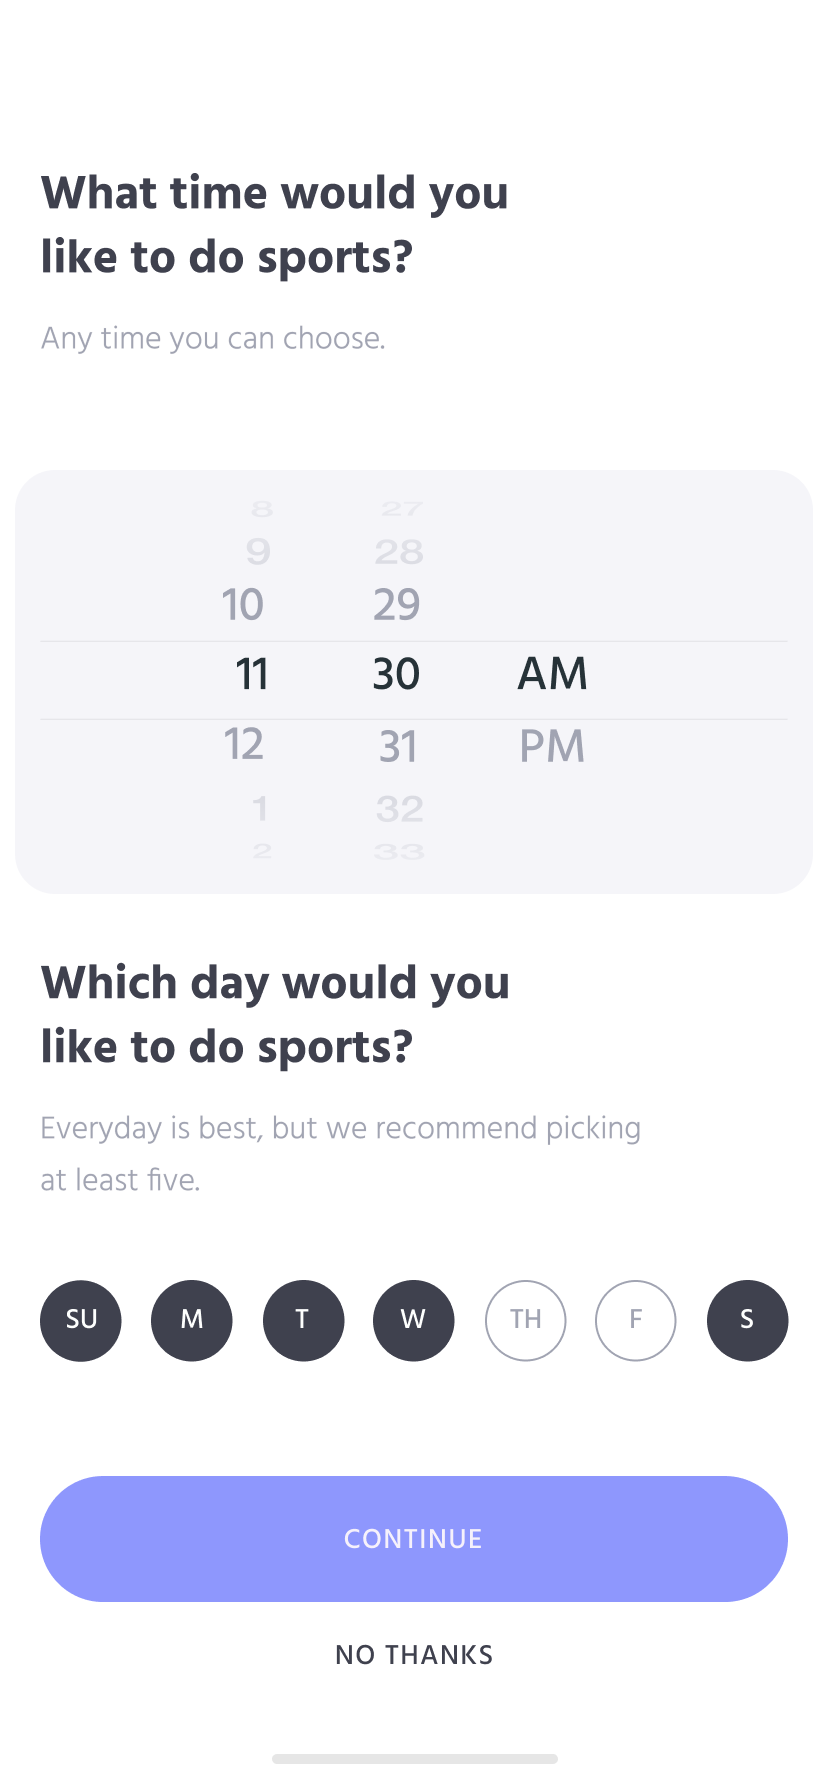 What time would you
like to do sports?
Any time you can choose.
8 27
9 28
10 29
11 30 AM
12 31 PM
1 32
2 33
Which day would you
like to do sports?
Everyday is best, but we recommend picking
at least five.
SU M T W TH F S
CONTINUE
NO THANKS